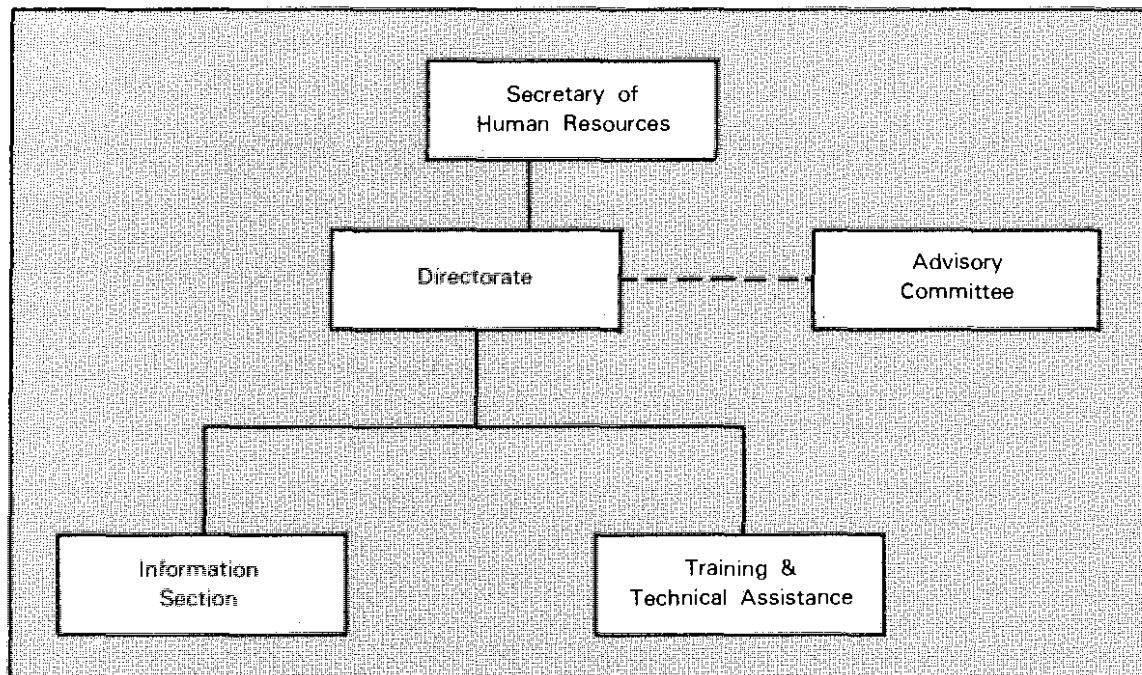 Secretary of
Human Resources
Directorate
Advisory
Committee
Information
Section
Training &
Technical Assistance